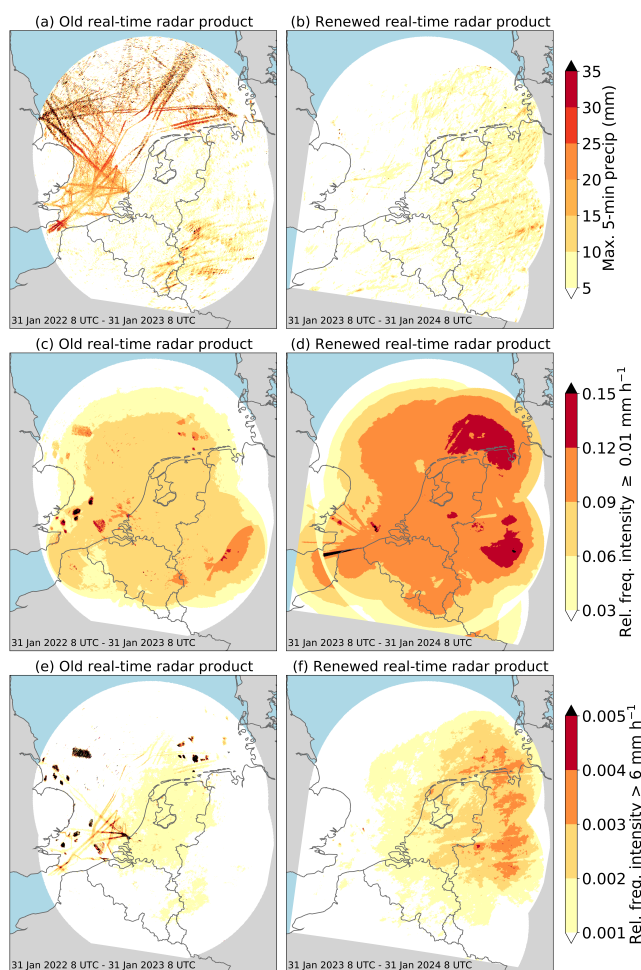 (a) Old real-time radar product
(b) Renewed real-time radar product
31 Jan 2022 8 UTC - 31 Jan 2023 8 UTC
31 Jan 2023 8 UTC - 31 Jan 2024 8 UTC
35
30
25
20
15
10
5
Max. 5-min precip (mm)
(c) Old real-time radar product
(d) Renewed real-time radar product
31 Jan 2022 8 UTC - 31 Jan 2023 8 UTC
31 Jan 2023 8 UTC - 31 Jan 2024 8 UTC
0.15
0.12
0.09
0.06
0.03
Rel. freq. intensity ≥ 0.01 mm h⁻¹
(e) Old real-time radar product
(f) Renewed real-time radar product
31 Jan 2022 8 UTC - 31 Jan 2023 8 UTC
31 Jan 2023 8 UTC - 31 Jan 2024 8 UTC
0.005
0.004
0.003
0.002
0.001
Rel. freq. intensity > 6 mm h⁻¹